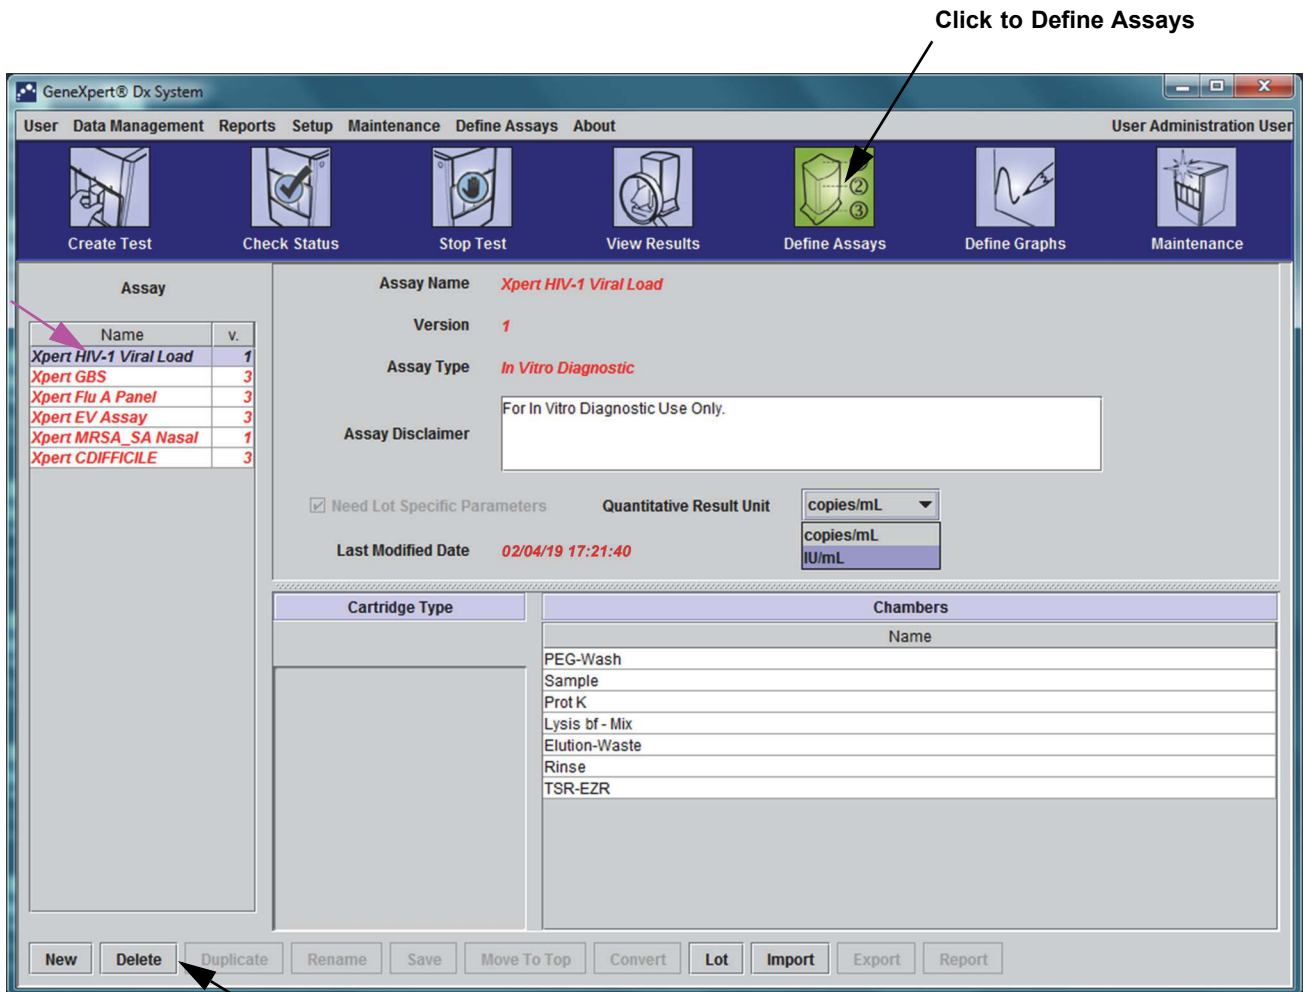 Click to Define Assays
GeneXpert® Dx System
User Data Management Reports Setup Maintenance Define Assays About User Administration User
② 
③
Create Test Check Status Stop Test View Results Define Assays Define Graphs Maintenance
Assay
Name v.
Xpert HIV-1 Viral Load 1
Xpert GBS 3
Xpert Flu A Panel 3
Xpert EV Assay 3
Xpert MRSA_SA Nasal 1
Xpert CDIFFICILE 3
Assay Name Xpert HIV-1 Viral Load
Version 1
Assay Type In Vitro Diagnostic
Assay Disclaimer For In Vitro Diagnostic Use Only.
Need Lot Specific Parameters Quantitative Result Unit copies/mL
copies/mL
IU/mL
Last Modified Date 02/04/19 17:21:40
Cartridge Type
Chambers
Name
PEG-Wash
Sample
Prot K
Lysis bf - Mix
Elution-Waste
Rinse
TSR-EZR
New Delete Duplicate Rename Save Move To Top Convert Lot Import Export Report